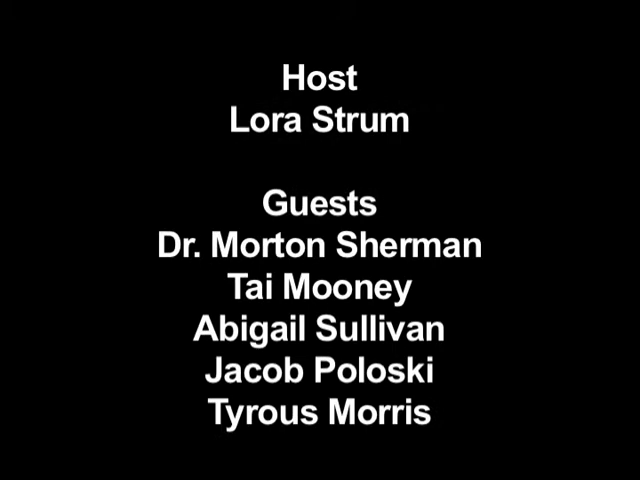 Host
Lora Strum
Guests
Dr. Morton Sherman
Tai Mooney
Abigail Sullivan
Jacob Poloski
Tyrous Morris